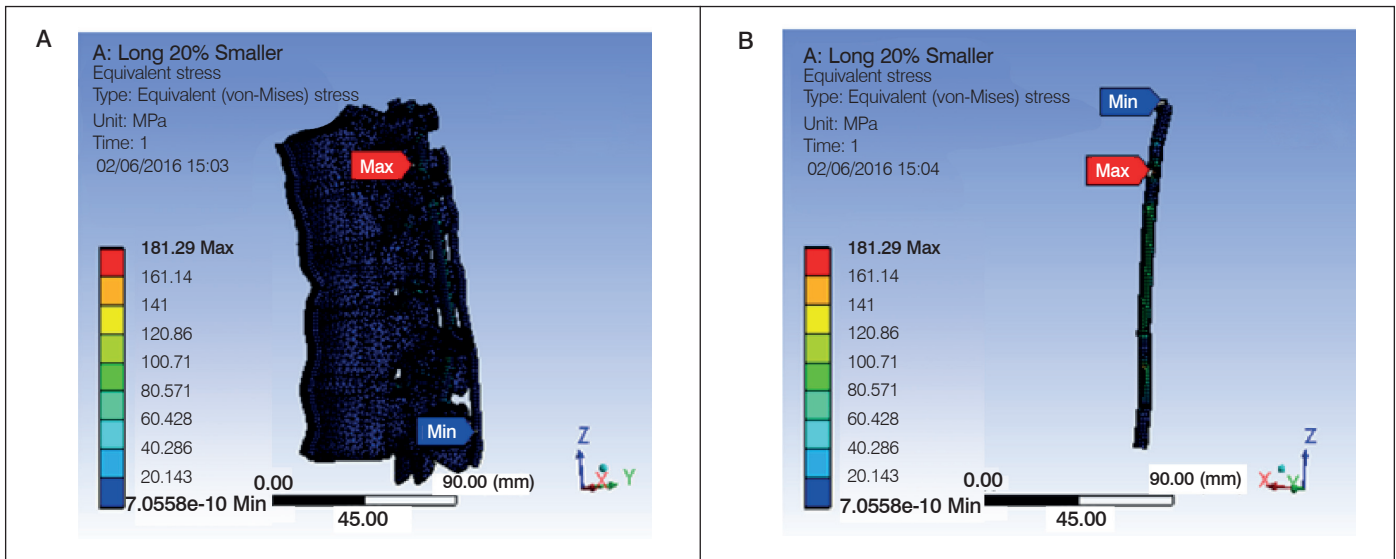 A
A: Long 20% Smaller
Equivalent stress
Type: Equivalent (von-Mises) stress
Unit: MPa
Time: 1
02/06/2016 15:03
Max
Min
181.29 Max
161.14
141
120.86
100.71
80.571
60.428
40.286
20.143
7.0558e-10 Min
0.00
90.00 (mm)
45.00
Z
X
Y
B
A: Long 20% Smaller
Equivalent stress
Type: Equivalent (von-Mises) stress
Unit: MPa
Time: 1
02/06/2016 15:04
Min
Max
181.29 Max
161.14
141
120.86
100.71
80.571
60.428
40.286
20.143
7.0558e-10 Min
0.00
90.00 (mm)
45.00
Z
X
Y